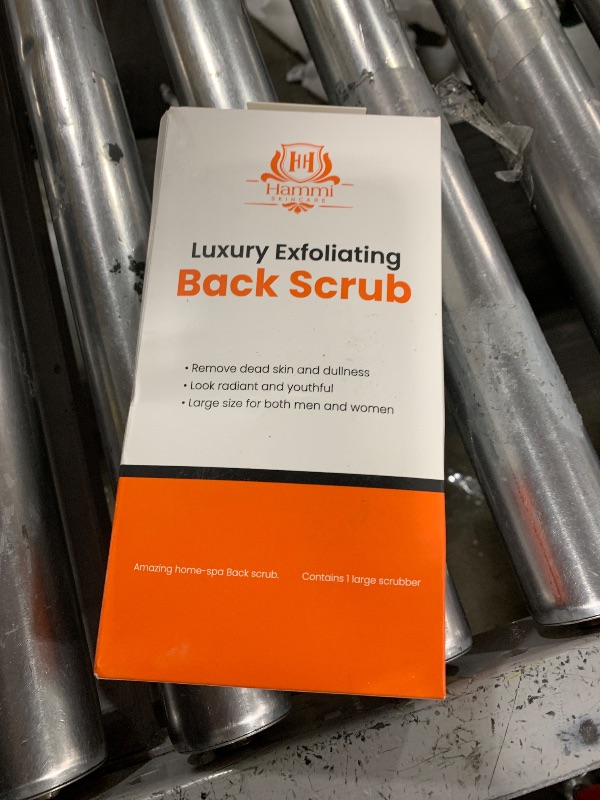 HH
Hammi
SKINCARE
Luxury Exfoliating
Back Scrub
• Remove dead skin and dullness
• Look radiant and youthful
• Large size for both men and women
Amazing home-spa Back scrub. Contains 1 large scrubber